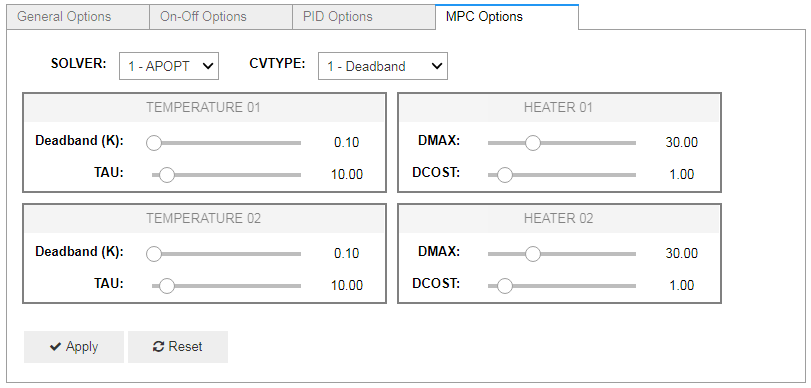 General Options On-Off Options PID Options MPC Options
SOLVER: 1 - APOPT CVTYPE: 1 - Deadband
TEMPERATURE 01 HEATER 01
Deadband (K): 0.10 DMAX: 30.00
TAU: 10.00 DCOST: 1.00
TEMPERATURE 02 HEATER 02
Deadband (K): 0.10 DMAX: 30.00
TAU: 10.00 DCOST: 1.00
Apply Reset